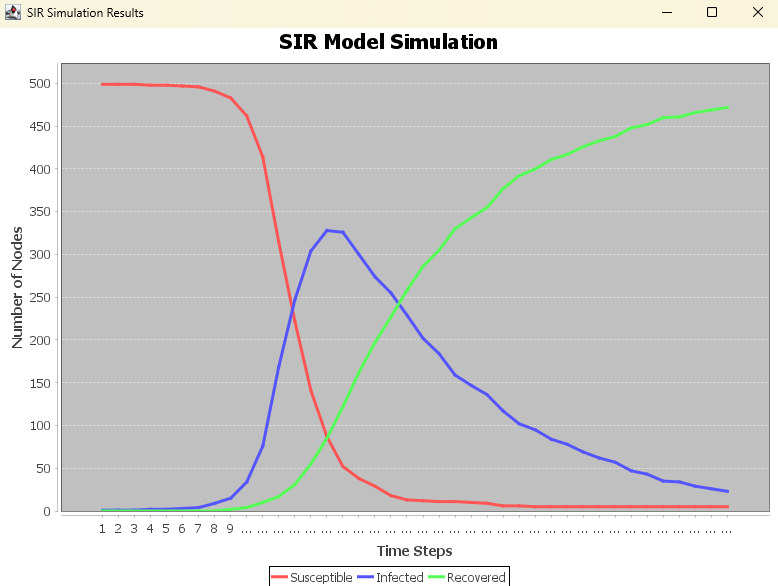 SIR Simulation Results
SIR Model Simulation
500
450
400
350
300
250
200
150
100
50
0
Number of Nodes
1 2 3 4 5 6 7 8 9 ... ... ... ... ... ... ... ... ... ... ... ... ... ... ... ... ... ... ... ... ... ... ... ... ... ... ... ... ... ... ...
Time Steps
Susceptible Infected Recovered